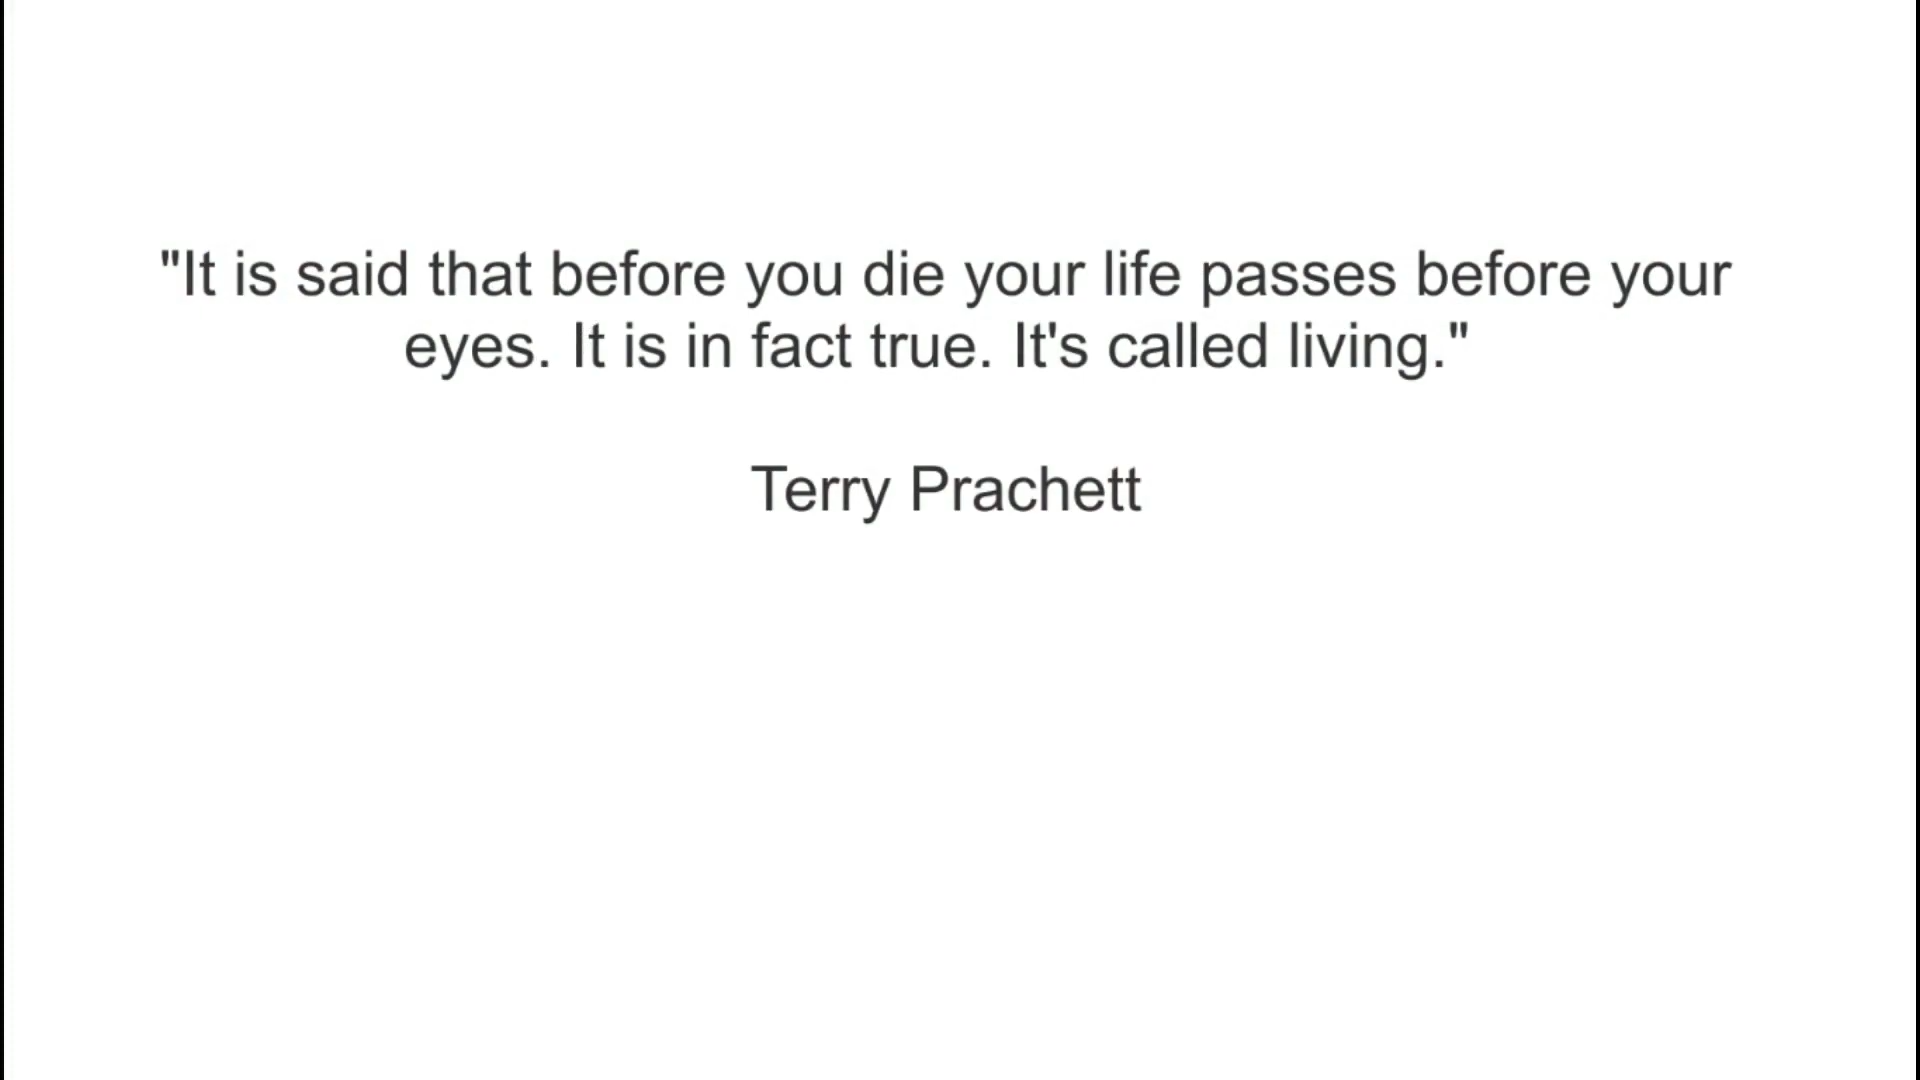 "It is said that before you die your life passes before your
eyes. It is in fact true. It's called living."
Terry Prachett